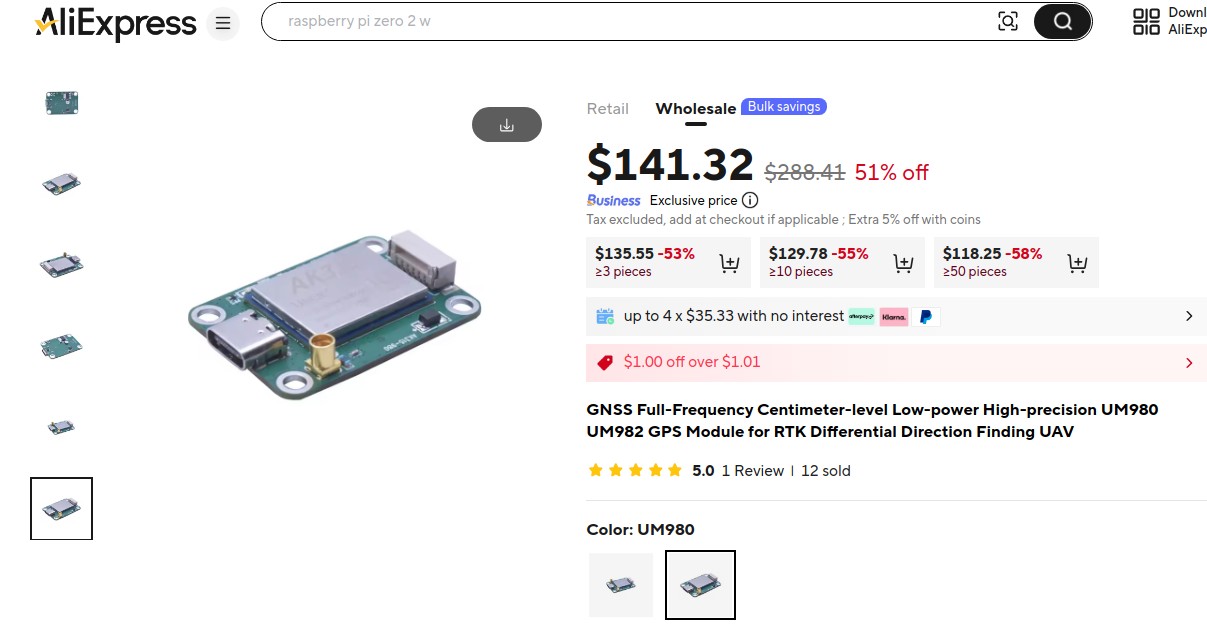 AliExpress
raspberry pi zero 2 w
Downl
AliExp
Retail
Wholesale
Bulk savings
$141.32 $288.41 51% off
Business Exclusive price
Tax excluded, add at checkout if applicable ; Extra 5% off with coins
$135.55 -53%
≥3 pieces
$129.78 -55%
≥10 pieces
$118.25 -58%
≥50 pieces
up to 4 x $35.33 with no interest afterpay Klarna.
$1.00 off over $1.01
GNSS Full-Frequency Centimeter-level Low-power High-precision UM980
UM982 GPS Module for RTK Differential Direction Finding UAV
5.0 1 Review | 12 sold
Color: UM980